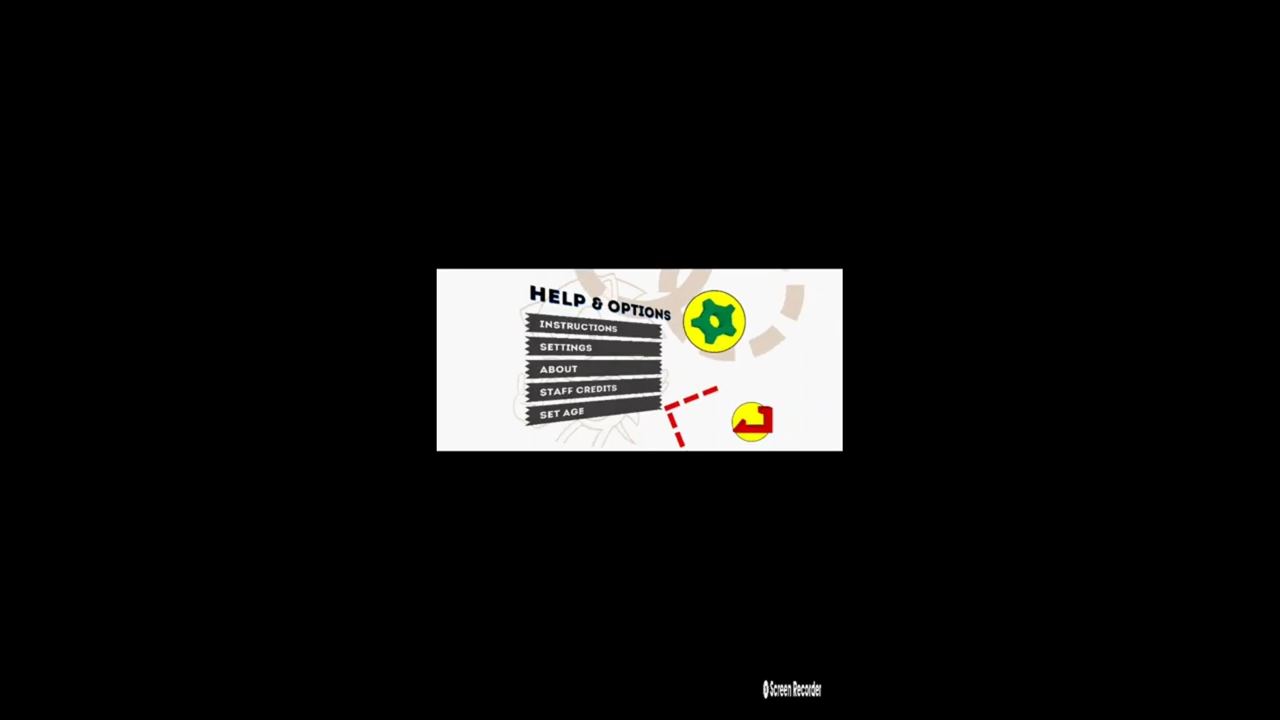 HELP & OPTIONS
INSTRUCTIONS
SETTINGS
ABOUT
STAFF CREDITS
SET AGE
Screen Recorder